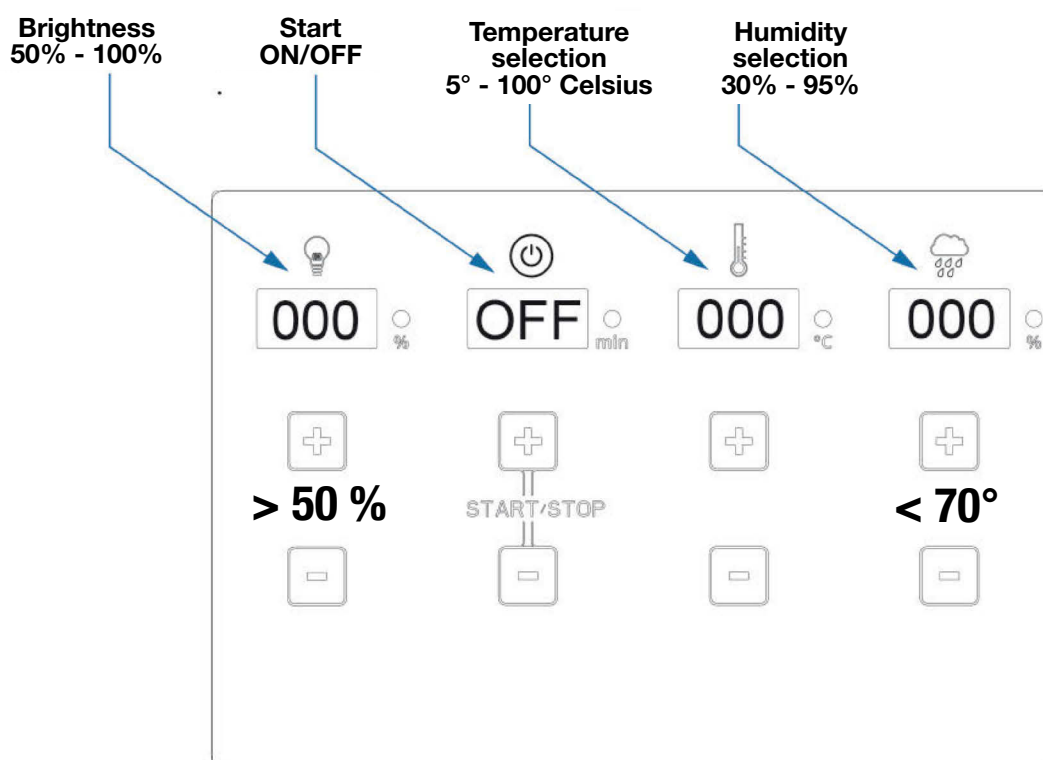 Brightness
50% - 100%
Start
ON/OFF
Temperature
selection
5° - 100° Celsius
Humidity
selection
30% - 95%
000 %
OFF min
000 °C
000 %
> 50 %
START/STOP
< 70°